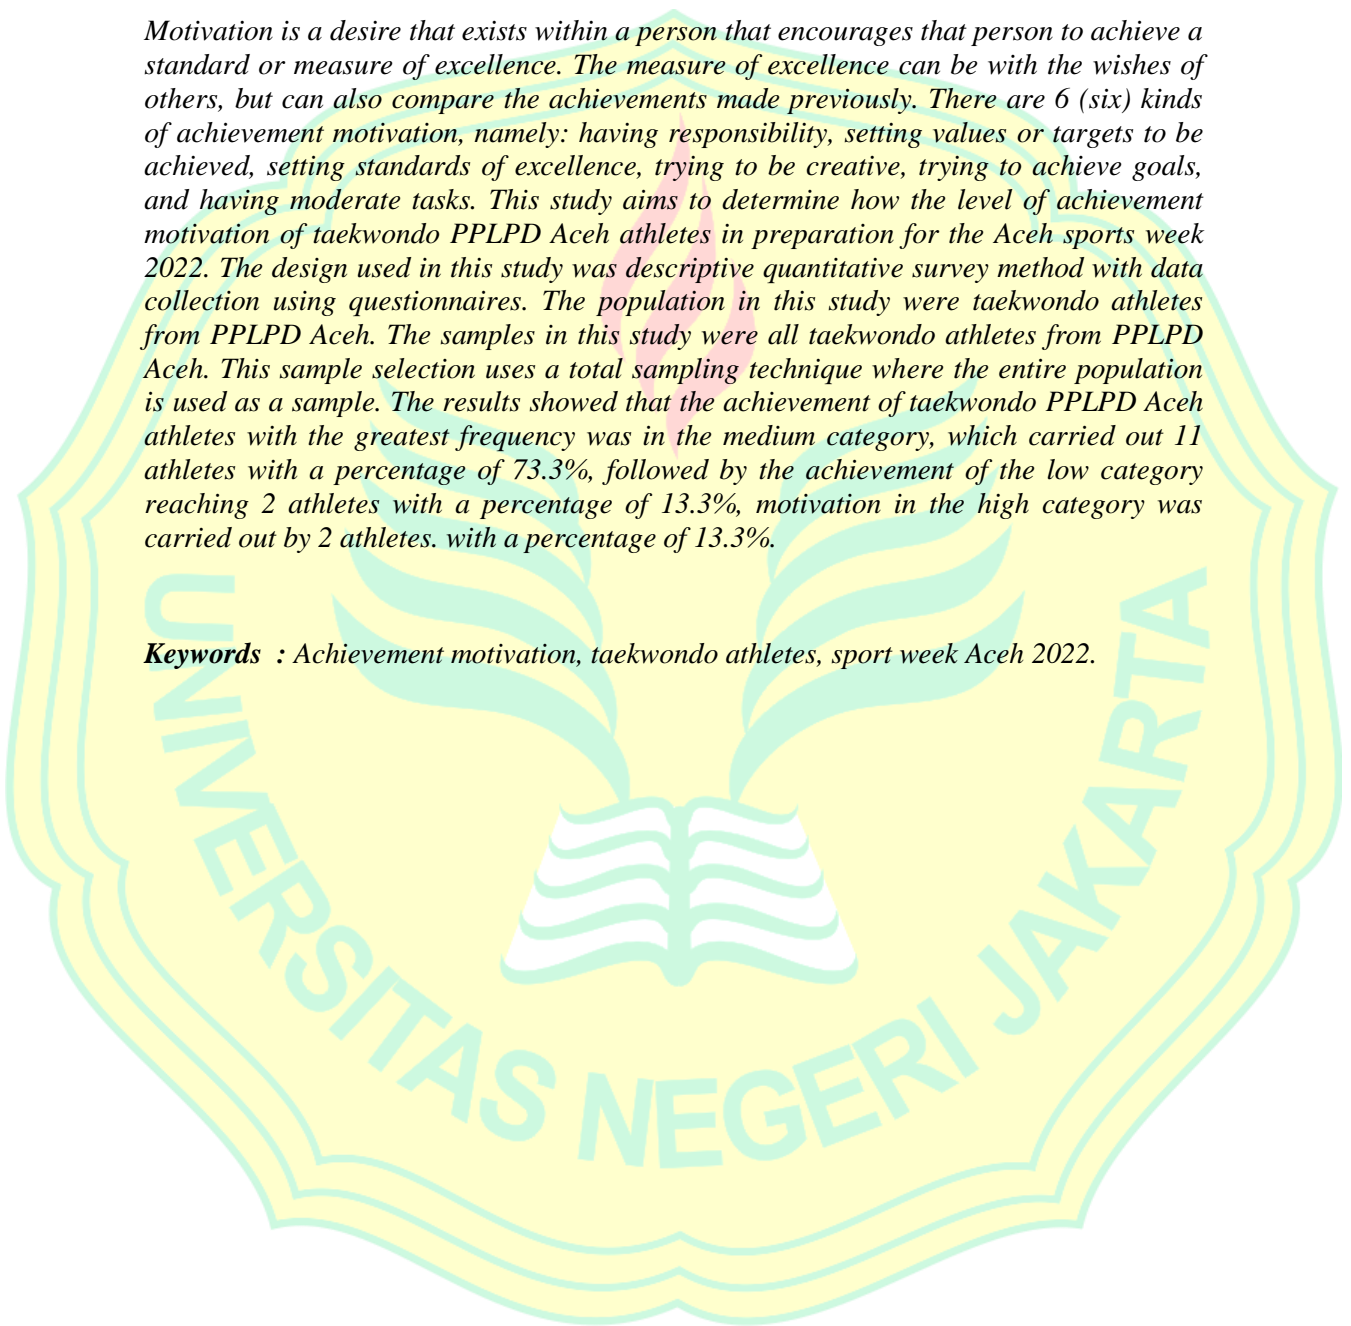 Motivation is a desire that exists within a person that encourages that person to achieve a
standard or measure of excellence. The measure of excellence can be with the wishes of
others, but can also compare the achievements made previously. There are 6 (six) kinds
of achievement motivation, namely: having responsibility, setting values or targets to be
achieved, setting standards of excellence, trying to be creative, trying to achieve goals,
and having moderate tasks. This study aims to determine how the level of achievement
motivation of taekwondo PPLPD Aceh athletes in preparation for the Aceh sports week
2022. The design used in this study was descriptive quantitative survey method with data
collection using questionnaires. The population in this study were taekwondo athletes
from PPLPD Aceh. The samples in this study were all taekwondo athletes from PPLPD
Aceh. This sample selection uses a total sampling technique where the entire population
is used as a sample. The results showed that the achievement of taekwondo PPLPD Aceh
athletes with the greatest frequency was in the medium category, which carried out 11
athletes with a percentage of 73.3%, followed by the achievement of the low category
reaching 2 athletes with a percentage of 13.3%, motivation in the high category was
carried out by 2 athletes. with a percentage of 13.3%.
Keywords : Achievement motivation, taekwondo athletes, sport week Aceh 2022.
UNIVERSITAS NEGERI JAKARTA